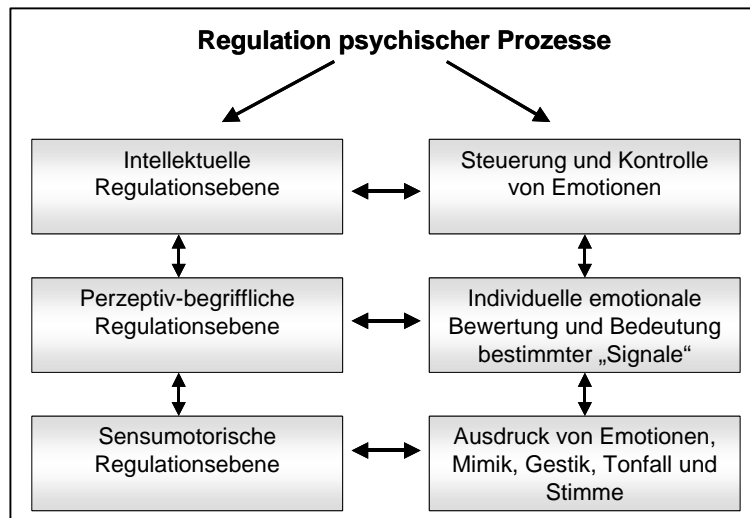 Regulation psychischer Prozesse
Intellektuelle
Regulationsebene
Steuerung und Kontrolle
von Emotionen
Perzeptiv-begriffliche
Regulationsebene
Individuelle emotionale
Bewertung und Bedeutung
bestimmter „Signale“
Sensumotorische
Regulationsebene
Ausdruck von Emotionen,
Mimik, Gestik, Tonfall und
Stimme